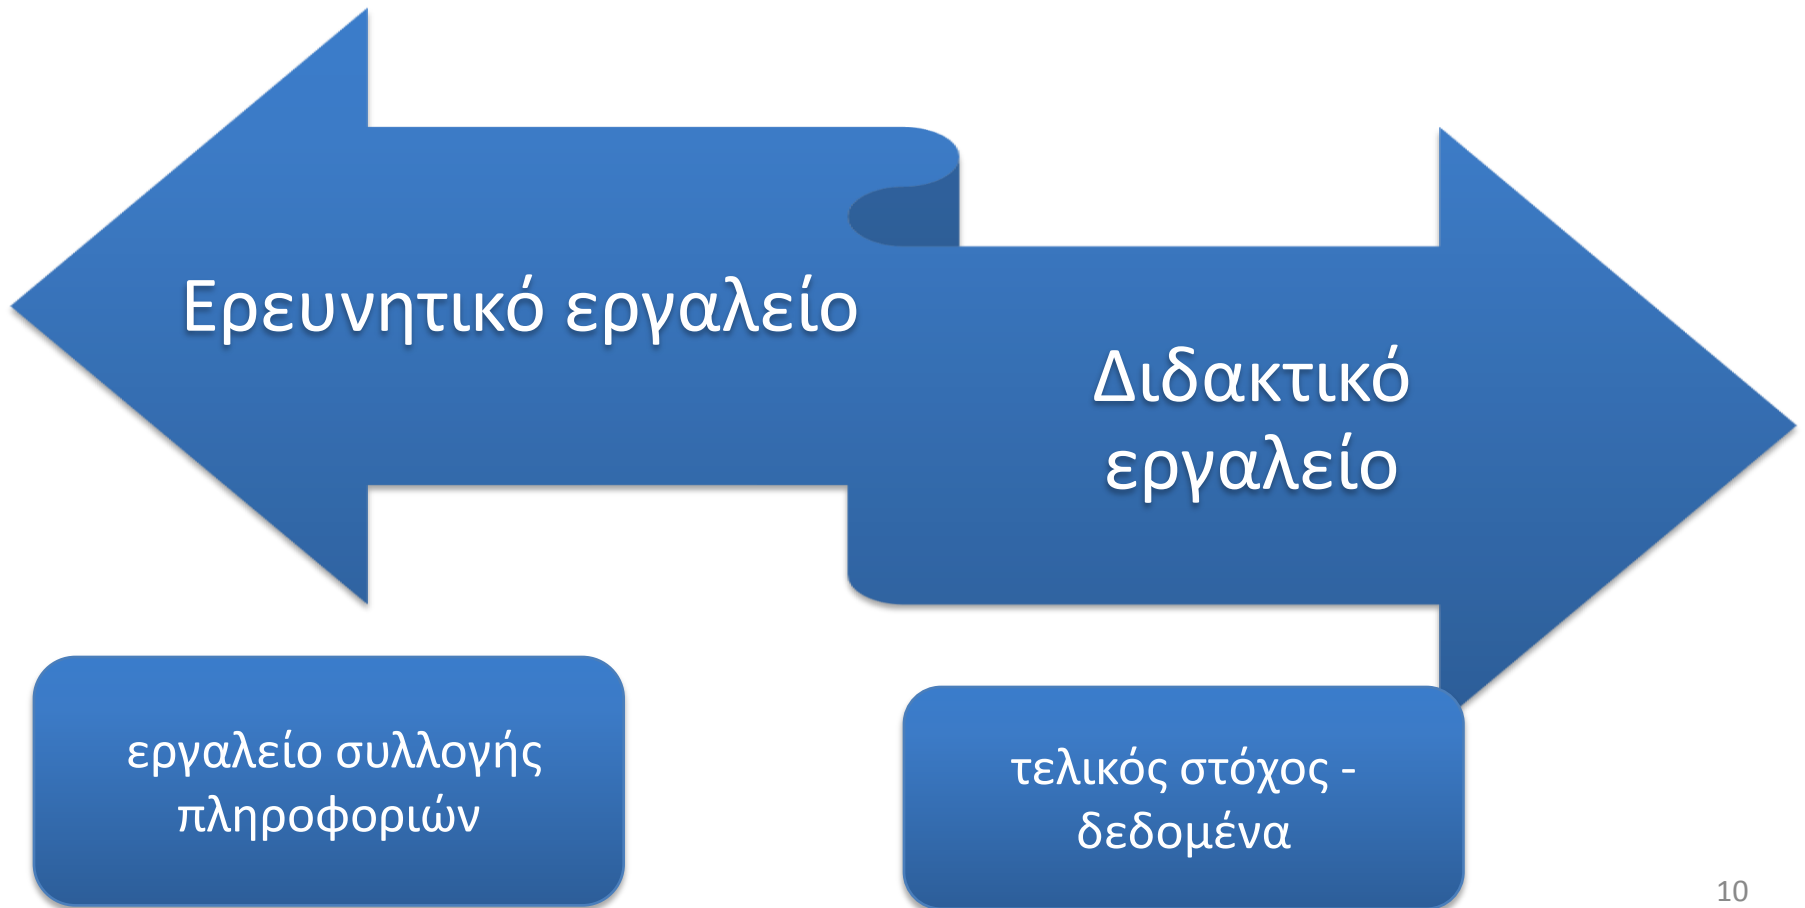 Ερευνητικό εργαλείο
Διδακτικό
εργαλείο
εργαλείο συλλογής
πληροφοριών
τελικός στόχος -
δεδομένα
10